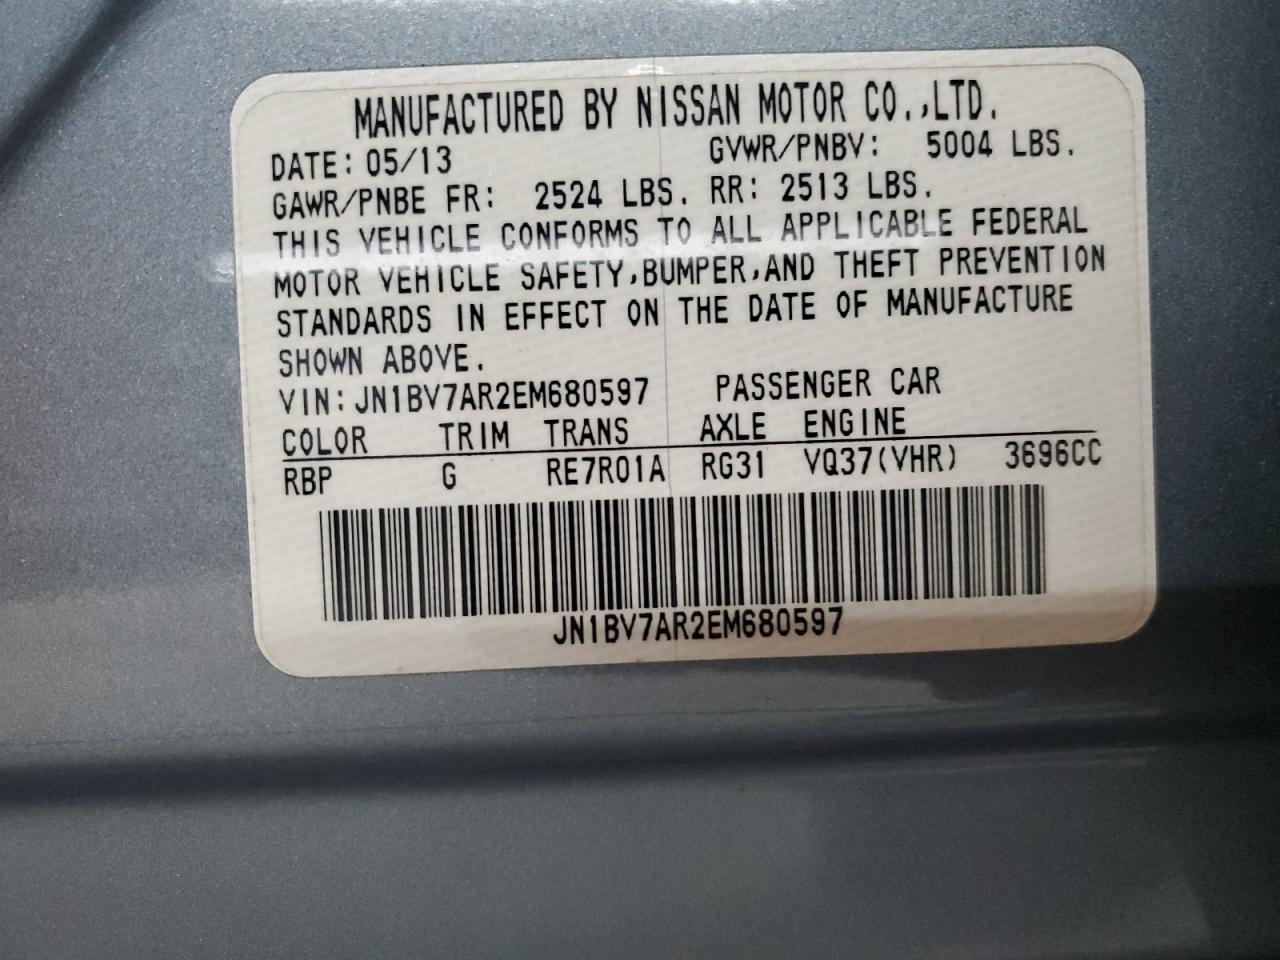 MANUFACTURED BY NISSAN MOTOR CO.,LTD.
DATE: 05/13 GVWR/PNBV: 5004 LBS.
GAWR/PNBE FR: 2524 LBS. RR: 2513 LBS.
THIS VEHICLE CONFORMS TO ALL APPLICABLE FEDERAL
MOTOR VEHICLE SAFETY,BUMPER,AND THEFT PREVENTION
STANDARDS IN EFFECT ON THE DATE OF MANUFACTURE
SHOWN ABOVE.
VIN: JN1BV7AR2EM680597 PASSENGER CAR
COLOR TRIM TRANS AXLE ENGINE
RBP G RE7R01A RG31 VQ37(VHR) 3696CC
JN1BV7AR2EM680597